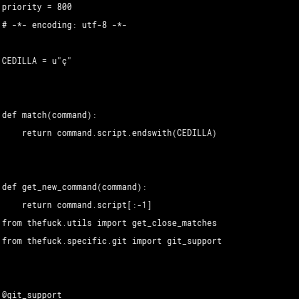 priority = 800
# -*- encoding: utf-8 -*-
CEDILLA = u"ç"
def match(command):
    return command.script.endswith(CEDILLA)
def get_new_command(command):
    return command.script[:-1]
from thefuck.utils import get_close_matches
from thefuck.specific.git import git_support
@git_support